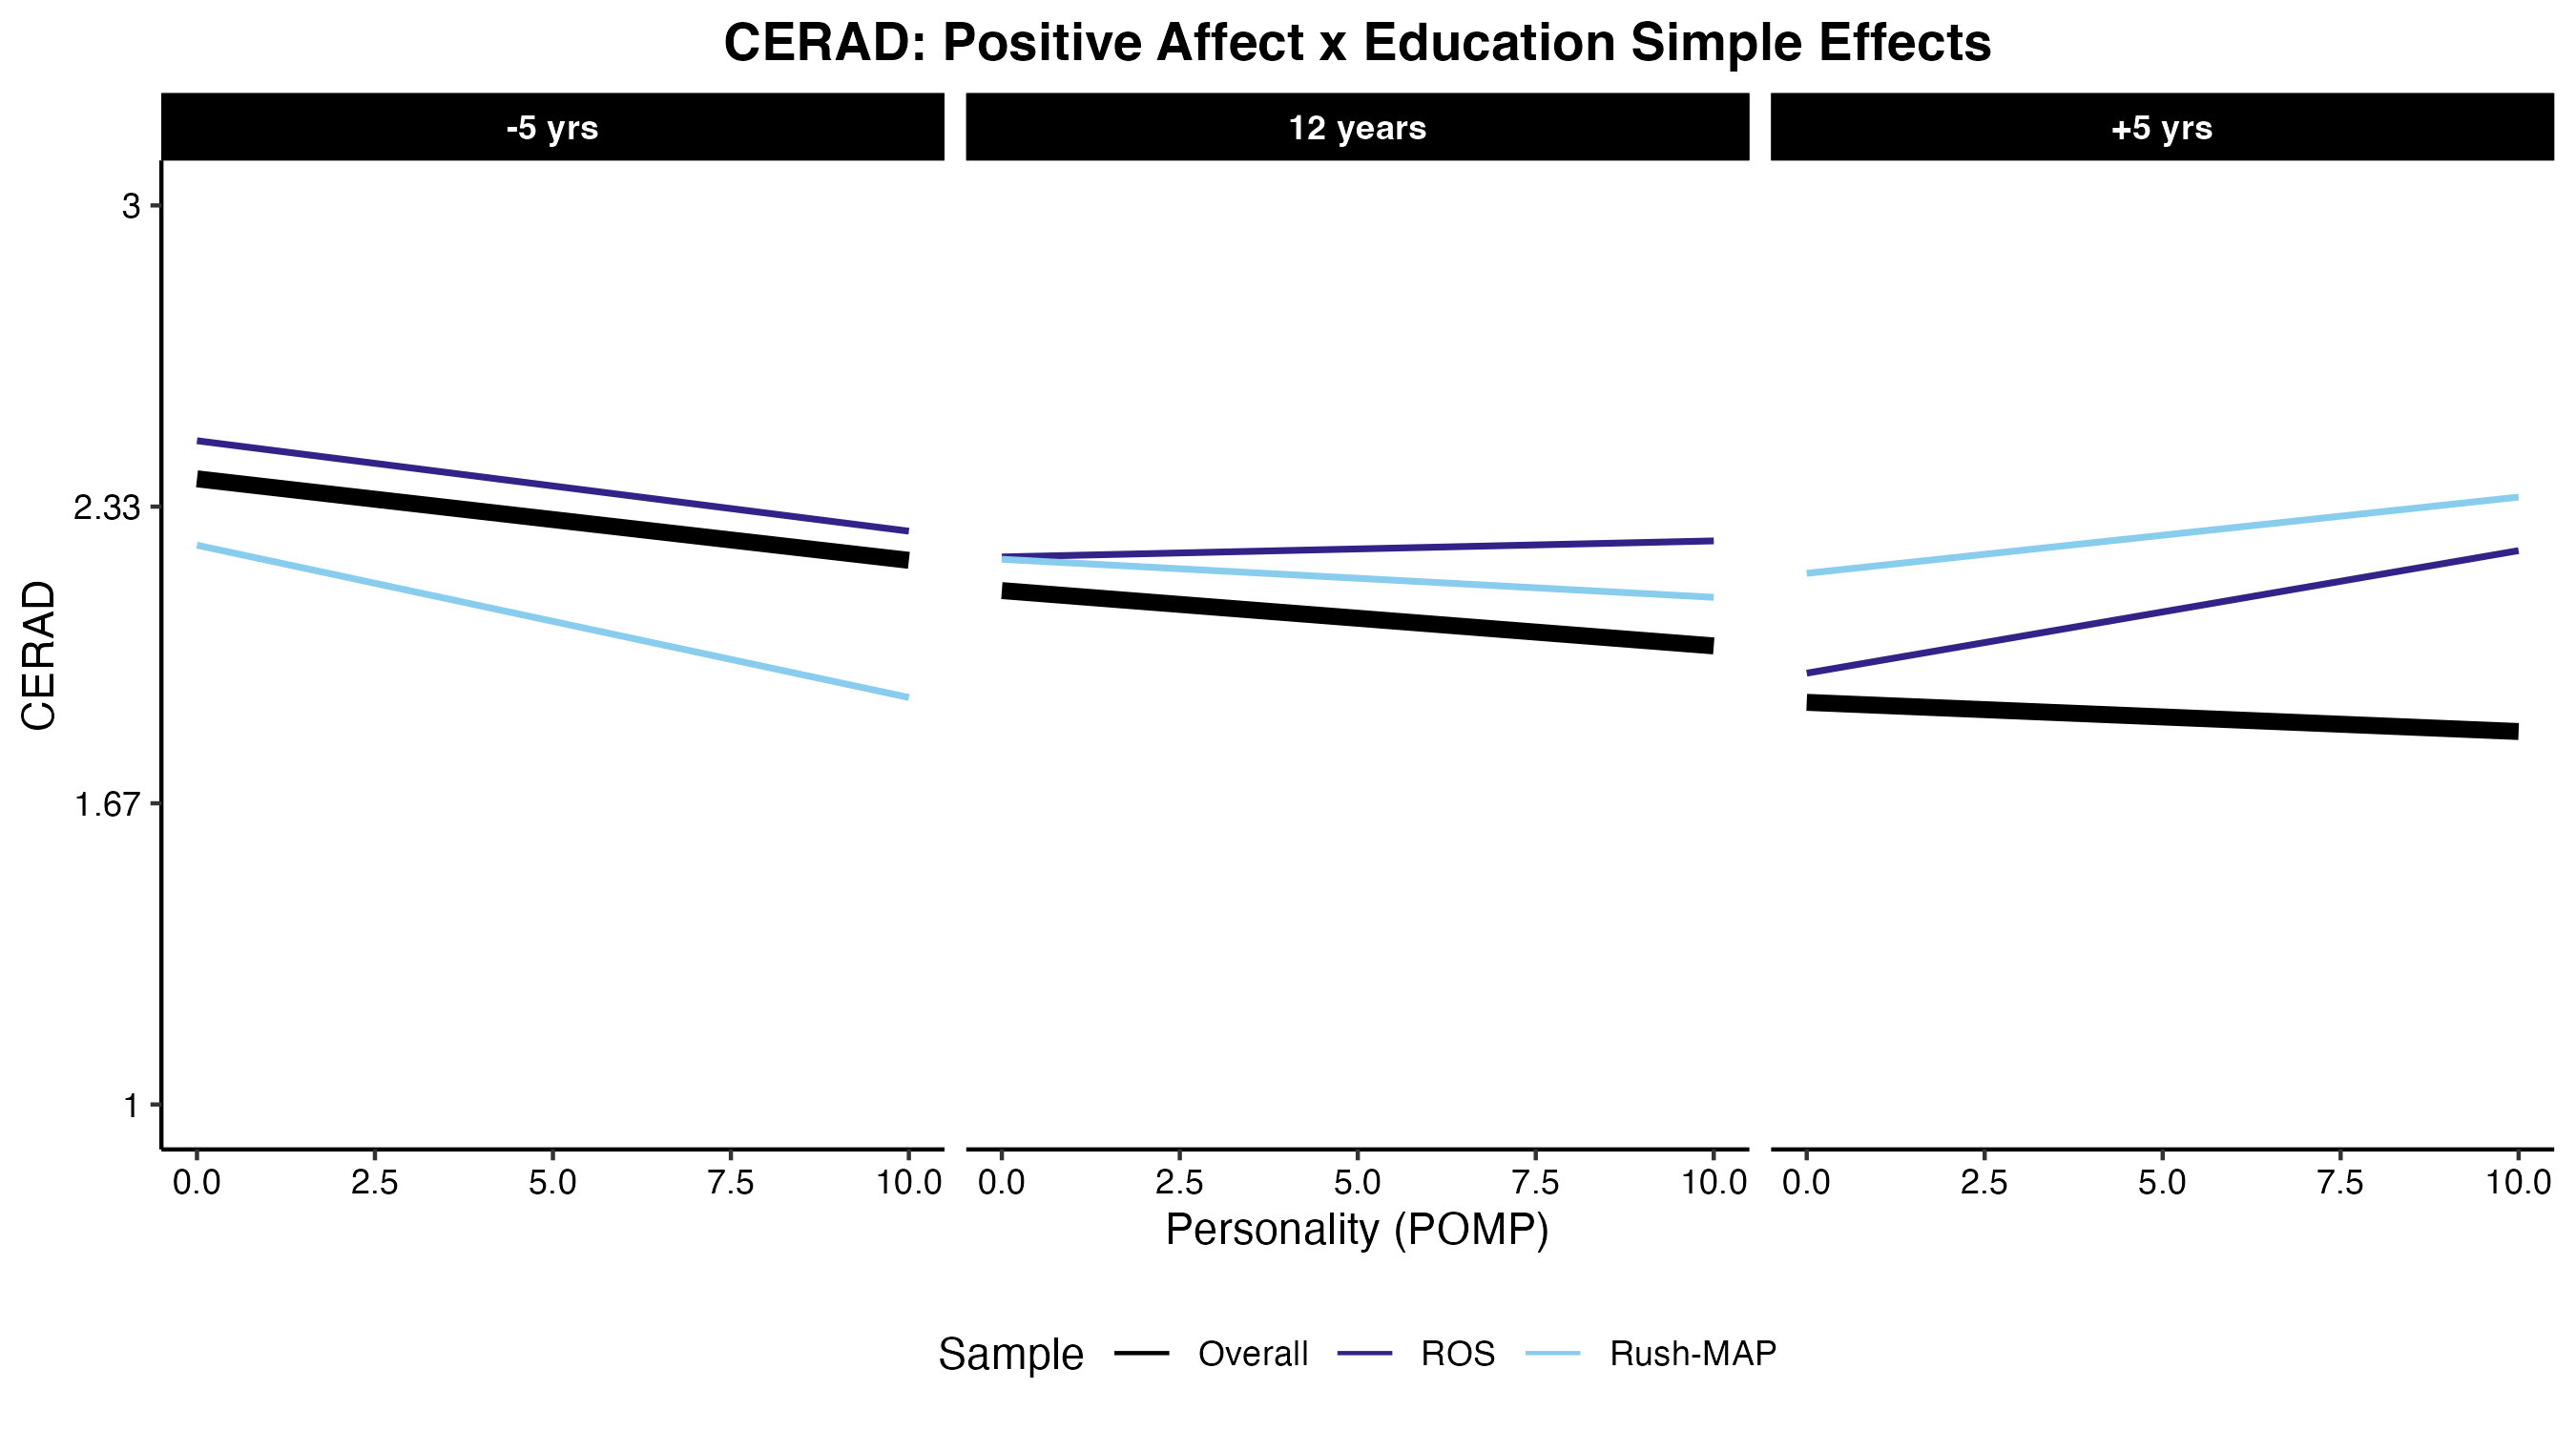 CERAD: Positive Affect x Education Simple Effects
-5 yrs
12 years
+5 yrs
3
2.33
1.67
1
CERAD
0.0 2.5 5.0 7.5 10.0
0.0 2.5 5.0 7.5 10.0
0.0 2.5 5.0 7.5 10.0
Personality (POMP)
Sample Overall ROS Rush-MAP